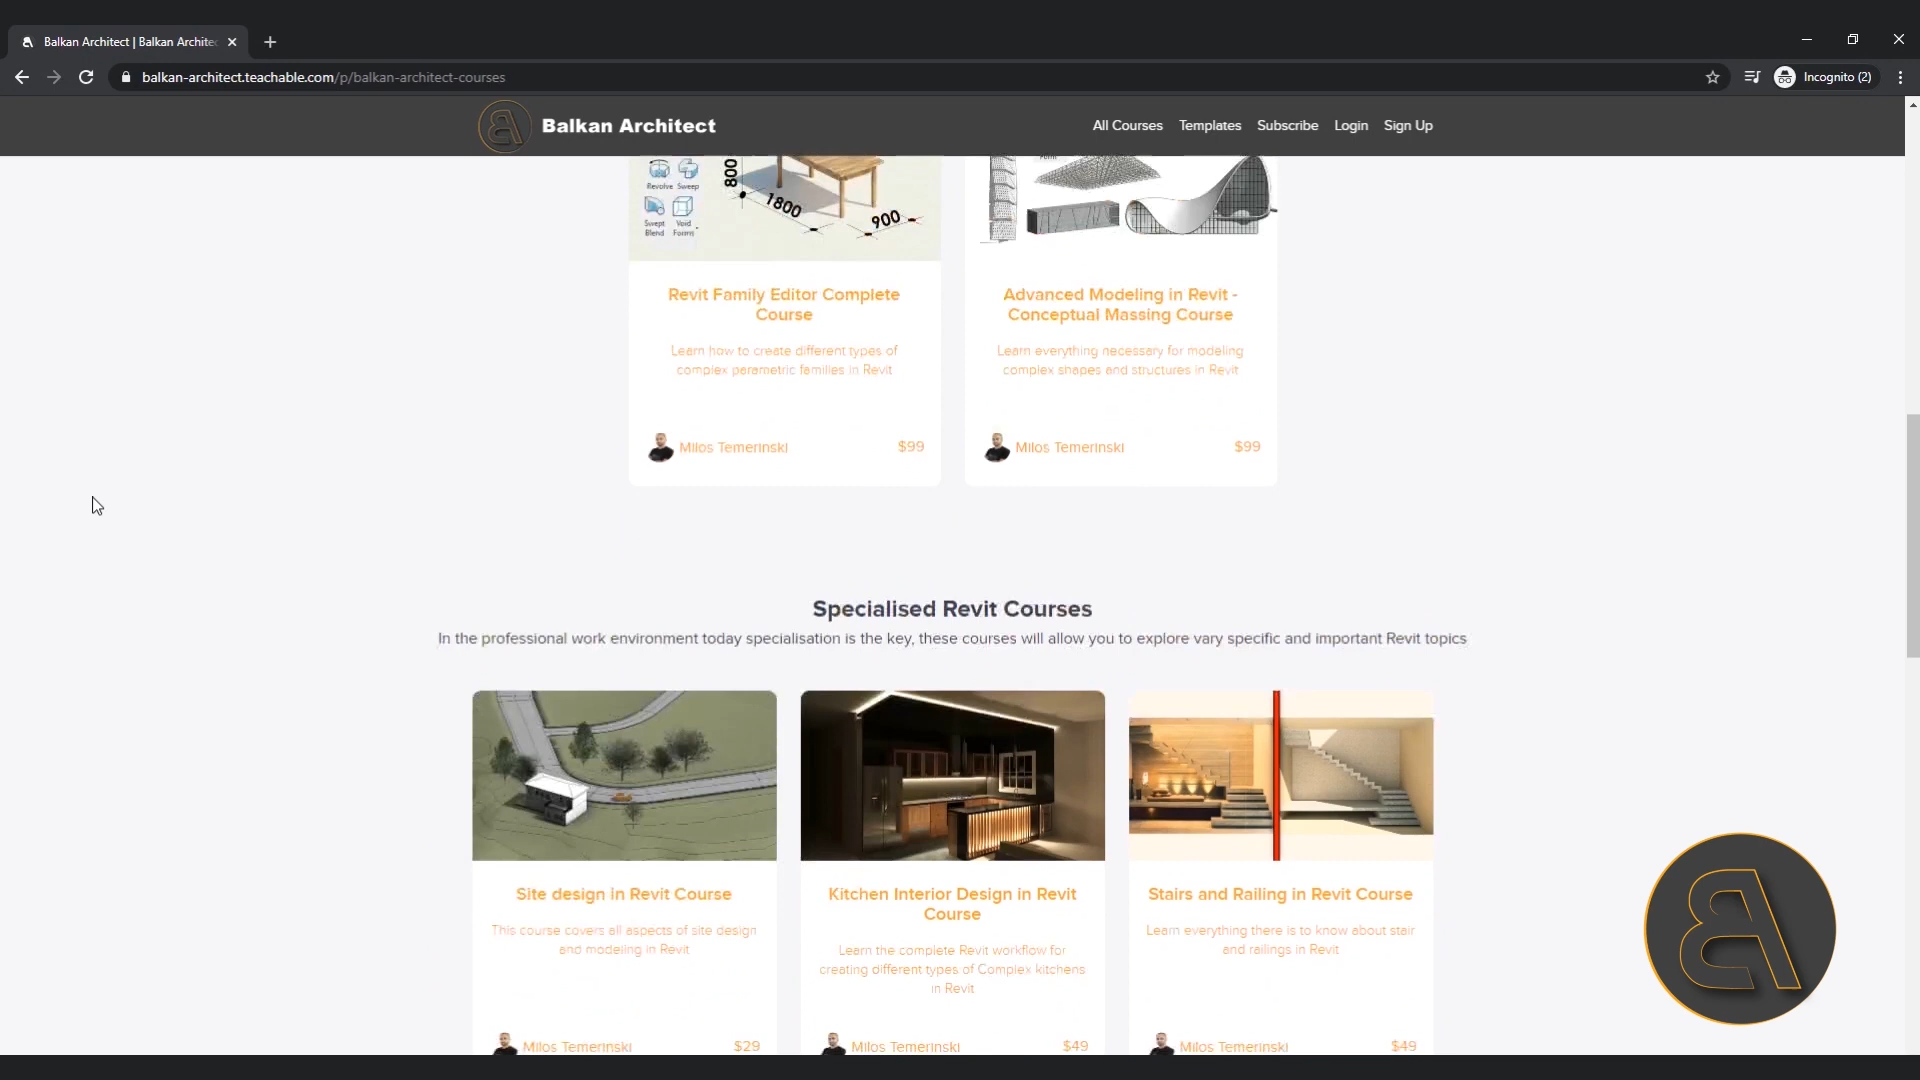 Balkan Architect | Balkan Architec
balkan-architect.teachable.com/p/balkan-architect-courses
Incognito (2)
Balkan Architect
All Courses
Templates
Subscribe
Login
Sign Up
Revolve Sweep
Swept Blend
Void Forms
800
1800
900
Form
Revit Family Editor Complete
Course
Learn how to create different types of
complex parametric families in Revit
Milos Temerinski
$99
Advanced Modeling in Revit -
Conceptual Massing Course
Learn everything necessary for modeling
complex shapes and structures in Revit
Milos Temerinski
$99
Specialised Revit Courses
In the professional work environment today specialisation is the key, these courses will allow you to explore vary specific and important Revit topics
Site design in Revit Course
This course covers all aspects of site design
and modeling in Revit
Milos Temerinski
$29
Kitchen Interior Design in Revit
Course
Learn the complete Revit workflow for
creating different types of Complex kitchens
in Revit
Milos Temerinski
$49
Stairs and Railing in Revit Course
Learn everything there is to know about stair
and railings in Revit
Milos Temerinski
$49